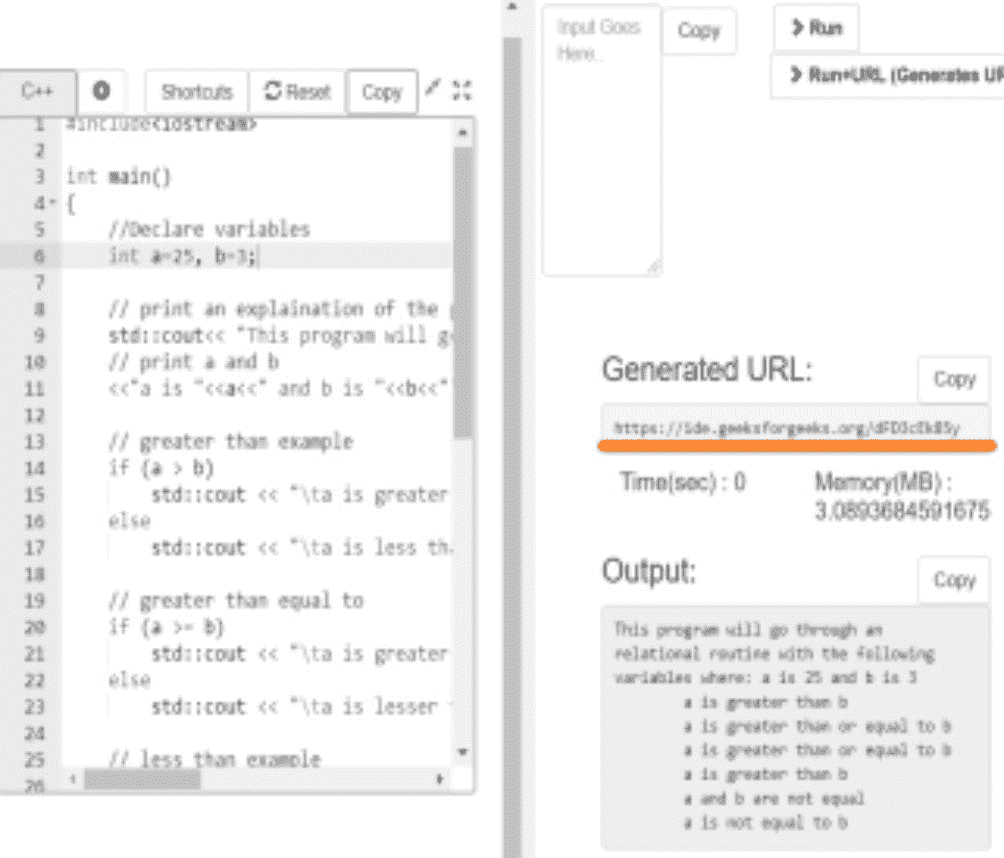 C++
Shortcuts
Reset
Copy
1 #include<iostream>
2
3 int main()
4 {
5 //Declare variables
6 int a=25, b=3;
7
8 // print an explaination of the
9 std::cout<< "This program will g
10 // print a and b
11 <<"a is "<<a<<" and b is "<<b<<"
12
13 // greater than example
14 if (a > b)
15 std::cout << "\ta is greater
16 else
17 std::cout << "\ta is less th
18
19 // greater than equal to
20 if (a >= b)
21 std::cout << "\ta is greater
22 else
23 std::cout << "\ta is lesser
24
25 // less than example
26
Input Goes
Here..
Copy
Run
Run+URL (Generates UR
Generated URL:
Copy
Time(sec) : 0
Memory(MB) :
3.0893684591675
Output:
Copy
This program will go through an
relational routine with the following
variables where: a is 25 and b is 3
a is greater than b
a is greater than or equal to b
a is greater than or equal to b
a is greater than b
a and b are not equal
a is not equal to b